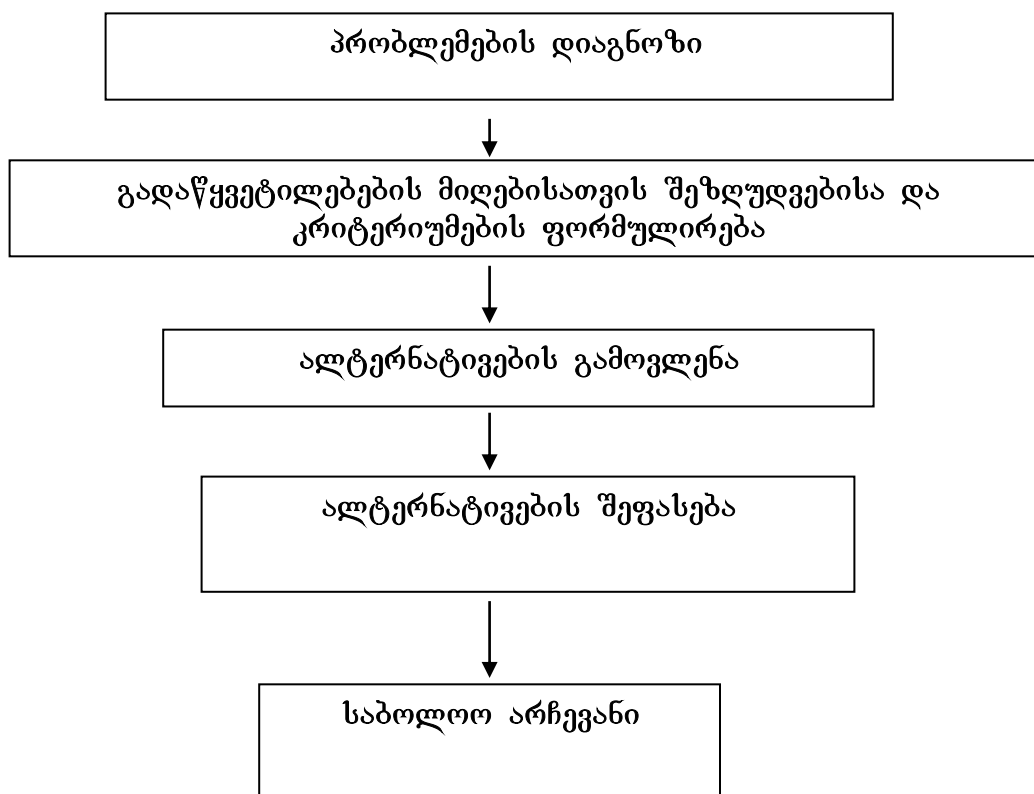 პრობლემების დიაგნოზი
გადაწყვეტილებების მიღებისათვის შეზღუდვებისა და
კრიტერიუმების ფორმულირება
ალტერნატივების გამოვლენა
ალტერნატივების შეფასება
საბოლოო არჩევანი